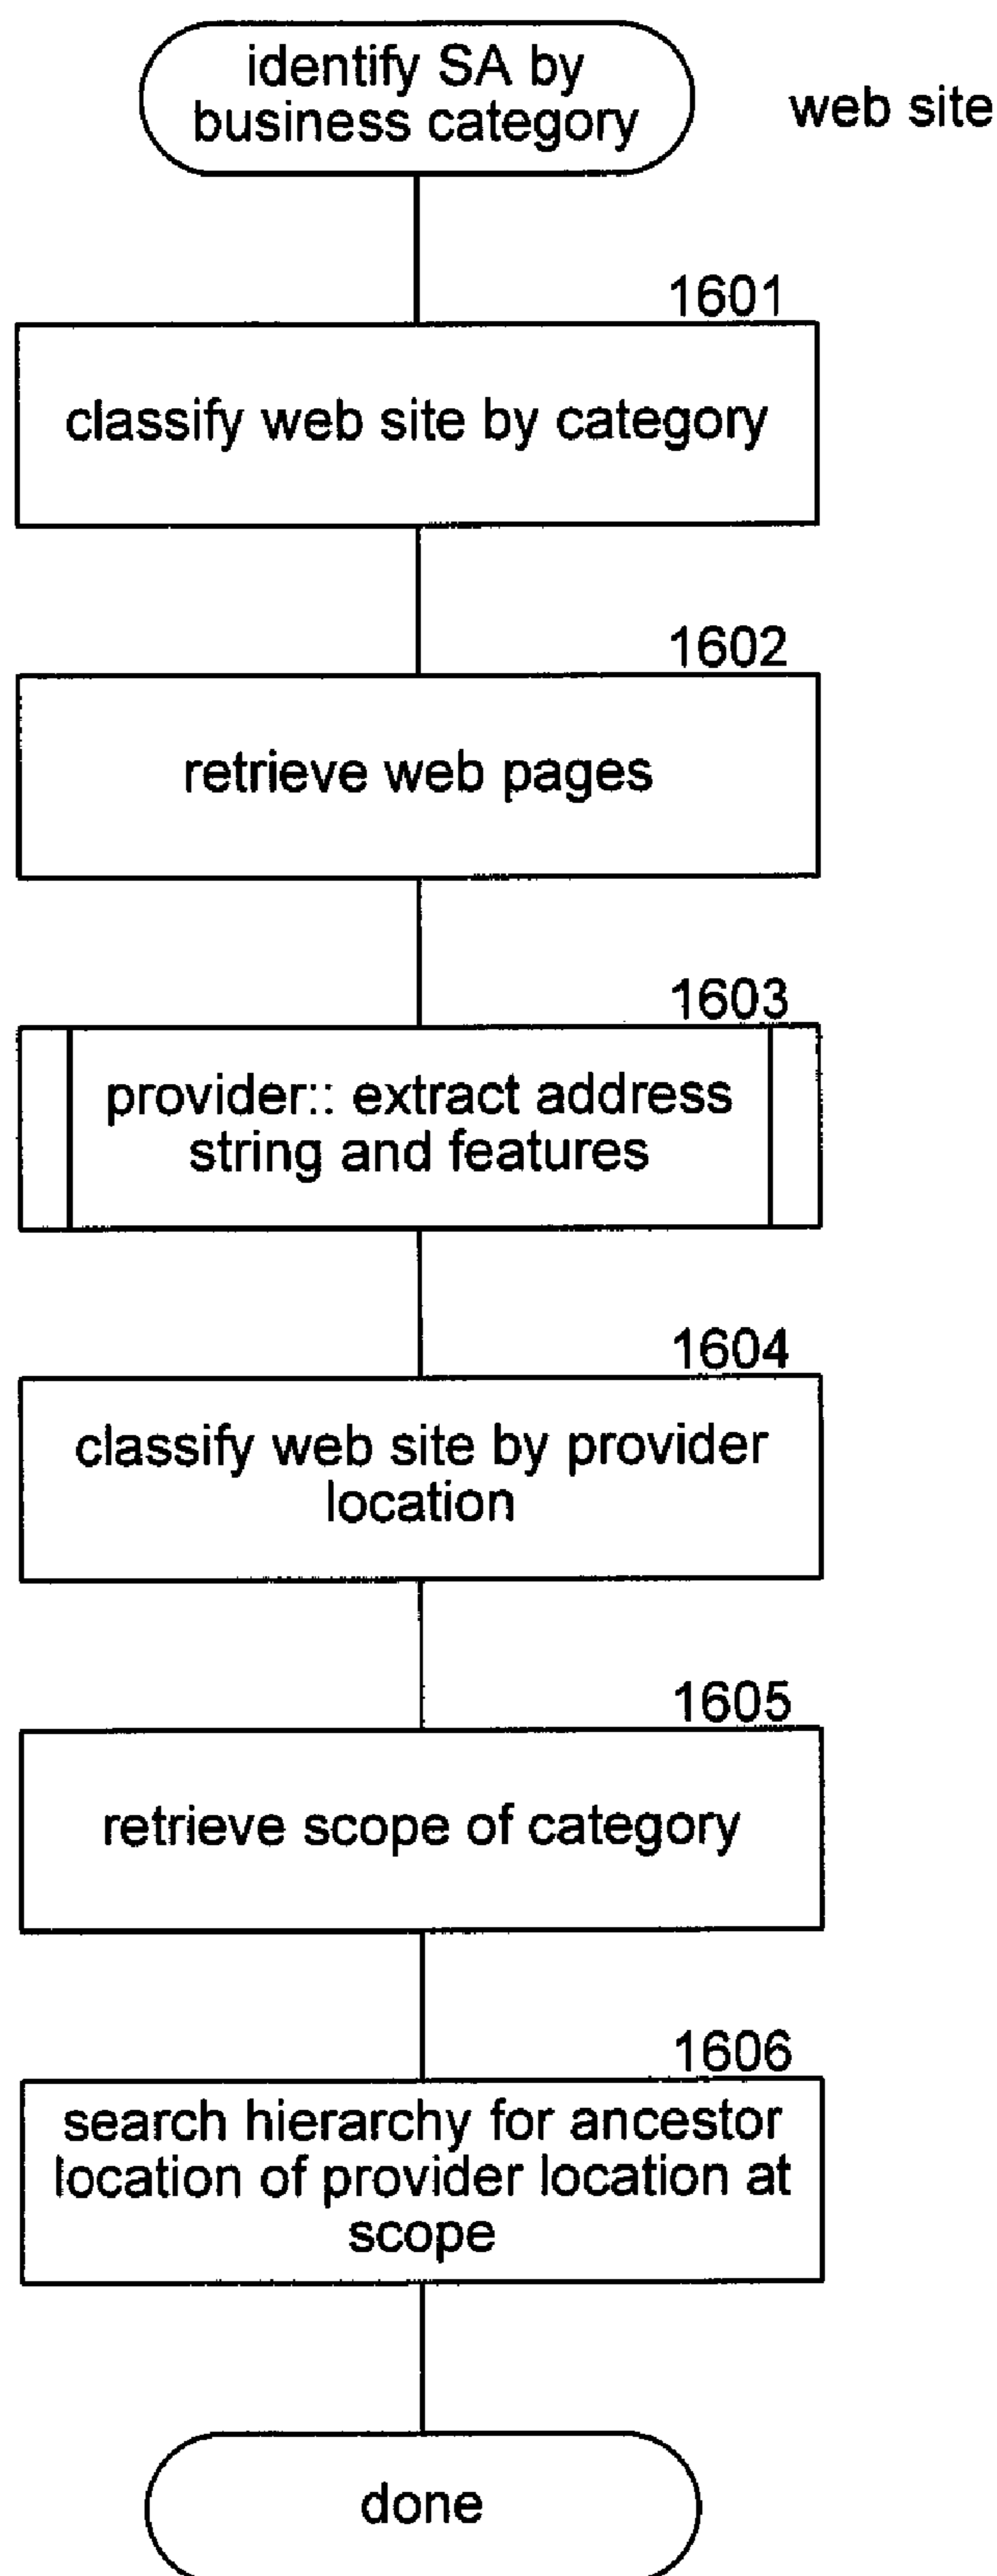 identify SA by
business category
web site
1601
classify web site by category
1602
retrieve web pages
1603
provider:: extract address
string and features
1604
classify web site by provider
location
1605
retrieve scope of category
1606
search hierarchy for ancestor
location of provider location at
scope
done